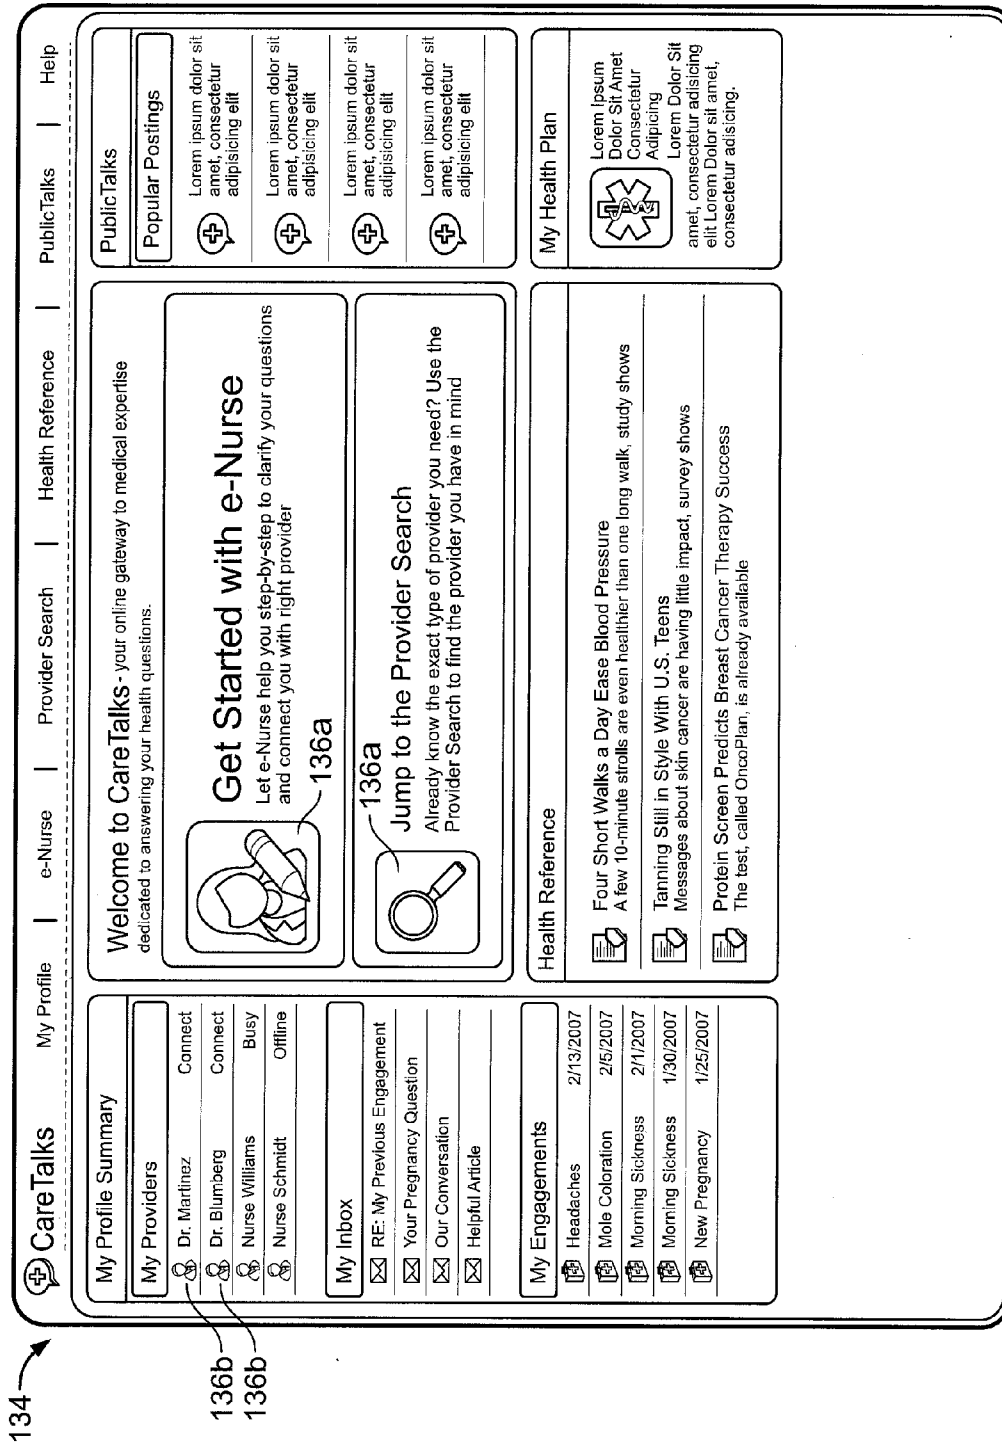 134
CareTalks
My Profile | e-Nurse | Provider Search | Health Reference | PublicTalks | Help
My Profile Summary
My Providers
Dr. Martinez Connect
Dr. Blumberg Connect
Nurse Williams Busy
Nurse Schmidt Offline
136b
136b
My Inbox
RE: My Previous Engagement
Your Pregnancy Question
Our Conversation
Helpful Article
My Engagements
Headaches 2/13/2007
Mole Coloration 2/5/2007
Morning Sickness 2/1/2007
Morning Sickness 1/30/2007
New Pregnancy 1/25/2007
Welcome to CareTalks - your online gateway to medical expertise
dedicated to answering your health questions.
Get Started with e-Nurse
Let e-Nurse help you step-by-step to clarify your questions
and connect you with right provider
136a
136a
Jump to the Provider Search
Already know the exact type of provider you need? Use the
Provider Search to find the provider you have in mind
Health Reference
Four Short Walks a Day Ease Blood Pressure
A few 10-minute strolls are even healthier than one long walk, study shows
Tanning Still in Style With U.S. Teens
Messages about skin cancer are having little impact, survey shows
Protein Screen Predicts Breast Cancer Therapy Success
The test, called OncoPlan, is already available
PublicTalks
Popular Postings
Lorem ipsum dolor sit
amet, consectetur
adipisicing elit
Lorem ipsum dolor sit
amet, consectetur
adipisicing elit
Lorem ipsum dolor sit
amet, consectetur
adipisicing elit
Lorem ipsum dolor sit
amet, consectetur
adipisicing elit
My Health Plan
Lorem Ipsum
Dolor Sit Amet
Consectetur
Adipicing
Lorem Dolor Sit
amet, consectetur adisicing
elit Lorem Dolor sit amet,
consectetur adisicing.